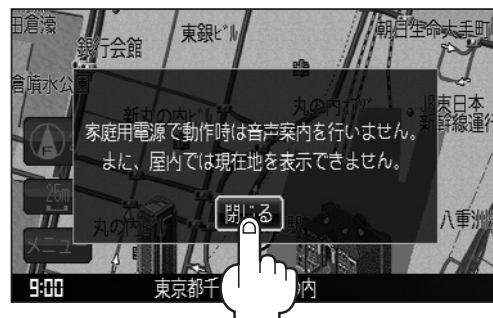 田倉濠
銀行会館
東銀ビル
朝日生命大手町
倉噴水公園
新丸の内ビル
丸の内
JR東日本
新幹線運行
家庭用電源で動作時は音声案内を行いません。
また、屋内では現在地を表示できません。
閉じる
F
25m
丸の内
駅
八重洲
メニュー
9:00 東京都千 の内